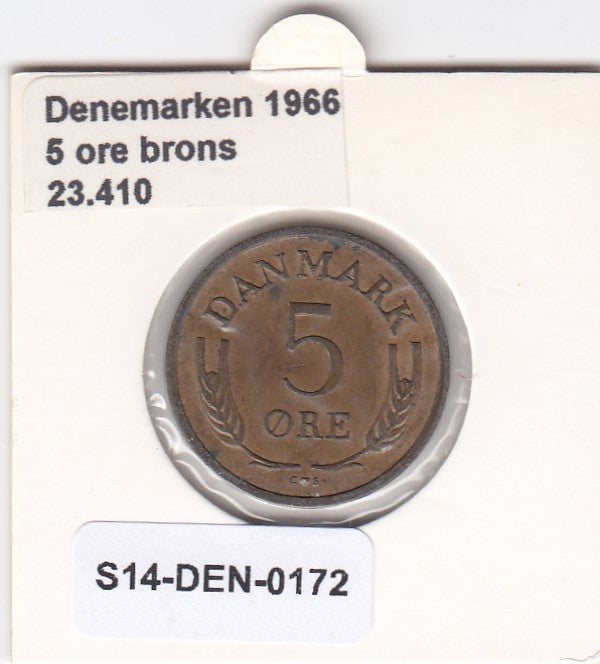 Denemarken 1966
5 ore brons
23.410
DANMARK
5
ØRE
C♥S
S14-DEN-0172